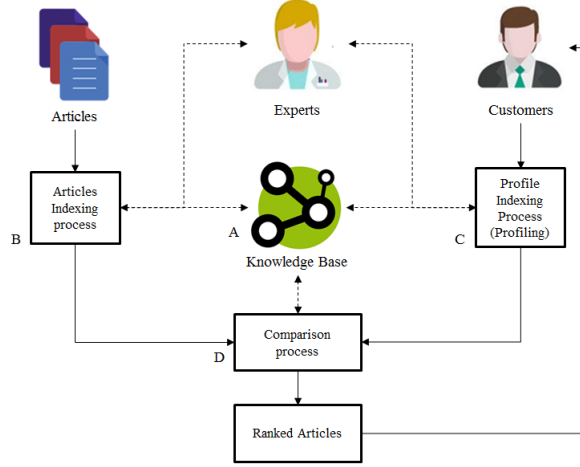 Articles
Experts
Customers
Articles
Indexing
process
B
A
Knowledge Base
Profile
Indexing
Process
(Profiling)
C
Comparison
process
D
Ranked Articles